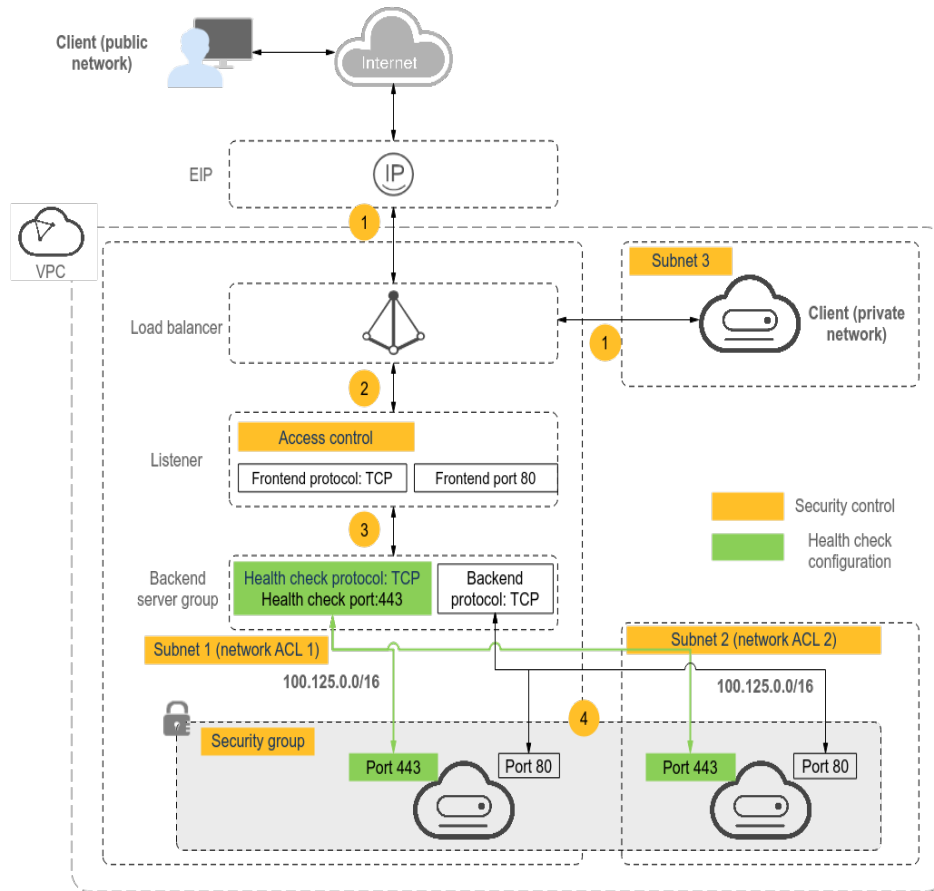 Client (public
network)
Internet
EIP
IP
1
VPC
Subnet 3
Load balancer
Client (private
network)
1
2
Access control
Listener
Frontend protocol: TCP
Frontend port 80
Security control
3
Health check
configuration
Backend
server group
Health check protocol: TCP
Health check port:443
Backend
protocol: TCP
Subnet 1 (network ACL 1)
Subnet 2 (network ACL 2)
100.125.0.0/16
100.125.0.0/16
4
Security group
Port 443
Port 80
Port 443
Port 80